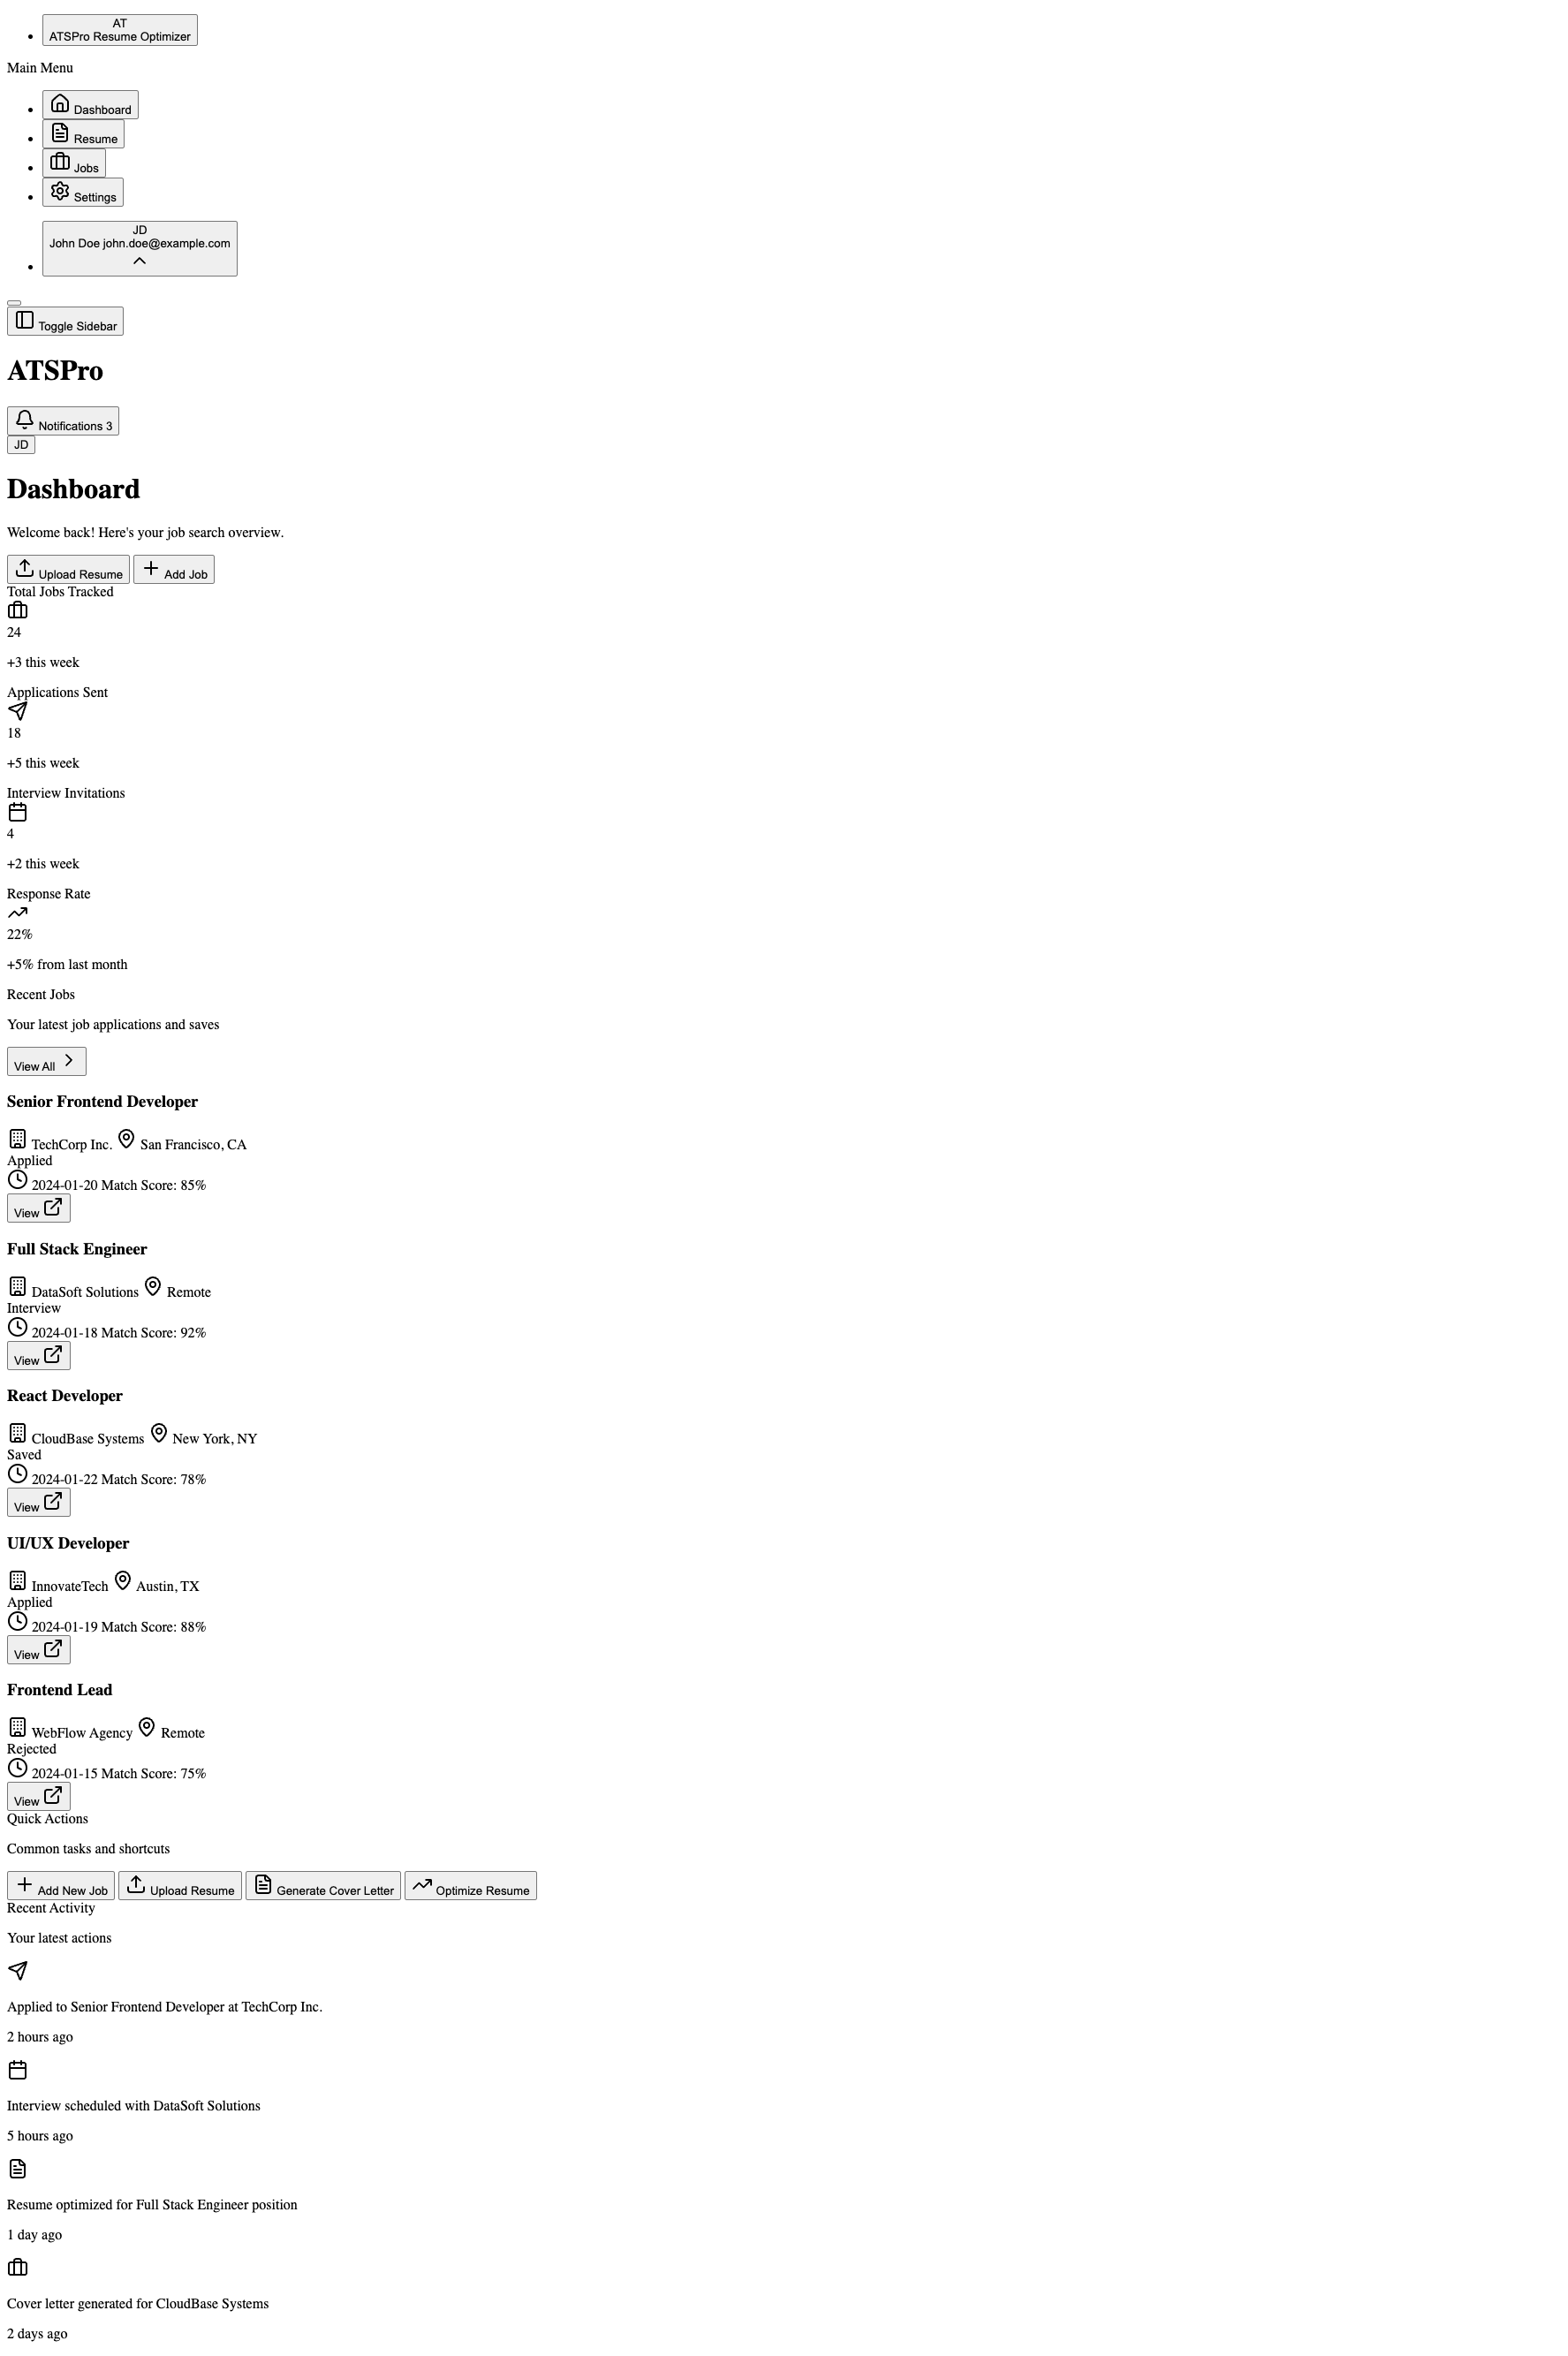 AT
ATSPro Resume Optimizer
Main Menu
Dashboard
Resume
Jobs
Settings
JD
John Doe john.doe@example.com
Toggle Sidebar
ATSPro
Notifications 3
JD
Dashboard
Welcome back! Here's your job search overview.
Upload Resume Add Job
Total Jobs Tracked
24
+3 this week
Applications Sent
18
+5 this week
Interview Invitations
4
+2 this week
Response Rate
22%
+5% from last month
Recent Jobs
Your latest job applications and saves
View All
Senior Frontend Developer
TechCorp Inc. San Francisco, CA
Applied
2024-01-20 Match Score: 85%
View
Full Stack Engineer
DataSoft Solutions Remote
Interview
2024-01-18 Match Score: 92%
View
React Developer
CloudBase Systems New York, NY
Saved
2024-01-22 Match Score: 78%
View
UI/UX Developer
InnovateTech Austin, TX
Applied
2024-01-19 Match Score: 88%
View
Frontend Lead
WebFlow Agency Remote
Rejected
2024-01-15 Match Score: 75%
View
Quick Actions
Common tasks and shortcuts
Add New Job Upload Resume Generate Cover Letter Optimize Resume
Recent Activity
Your latest actions
Applied to Senior Frontend Developer at TechCorp Inc.
2 hours ago
Interview scheduled with DataSoft Solutions
5 hours ago
Resume optimized for Full Stack Engineer position
1 day ago
Cover letter generated for CloudBase Systems
2 days ago